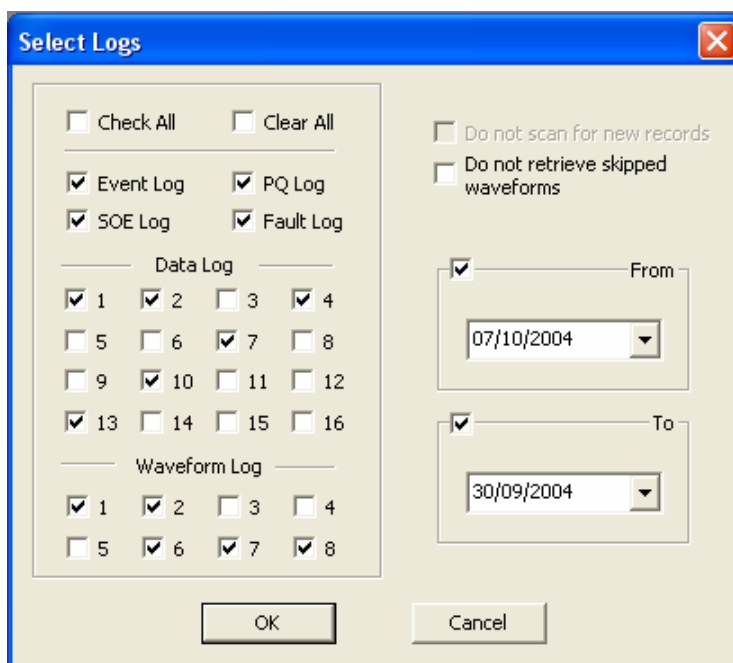 Select Logs
Check All Clear All
Event Log PQ Log
SOE Log Fault Log
Data Log
1 2 3 4
5 6 7 8
9 10 11 12
13 14 15 16
Waveform Log
1 2 3 4
5 6 7 8
Do not scan for new records
Do not retrieve skipped
waveforms
From
07/10/2004
To
30/09/2004
OK Cancel